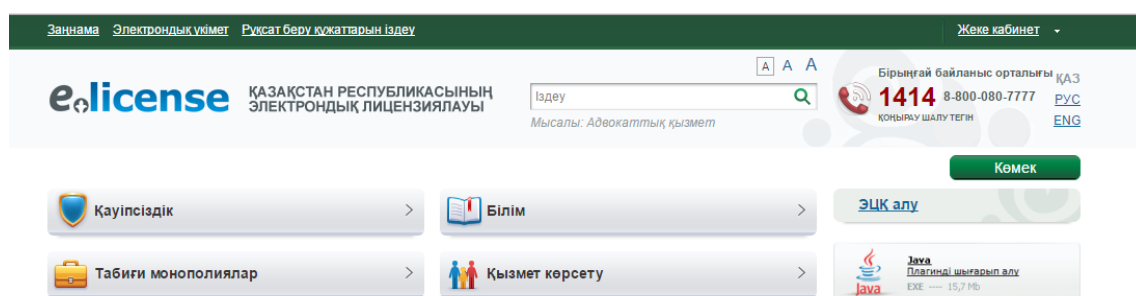 Заңнама Электрондық үкімет Рұқсат беру құжаттарын іздеу Жеке кабинет
A A A
e.license ҚАЗАҚСТАН РЕСПУБЛИКАСЫНЫҢ
ЭЛЕКТРОНДЫҚ ЛИЦЕНЗИЯЛАУЫ
Іздеу
Мысалы: Адвокаттық қызмет
Бірыңғай байланыс орталығы
1414 8-800-080-7777
ҚОҢЫРАУ ШАЛУ ТЕГІН
ҚАЗ
РУС
ENG
Көмек
Қауіпсіздік
Білім
ЭЦК алу
Табиғи монополиялар
Қызмет көрсету
Java
Java
Плагинді шығарып алу
EXE ---- 15,7 Mb